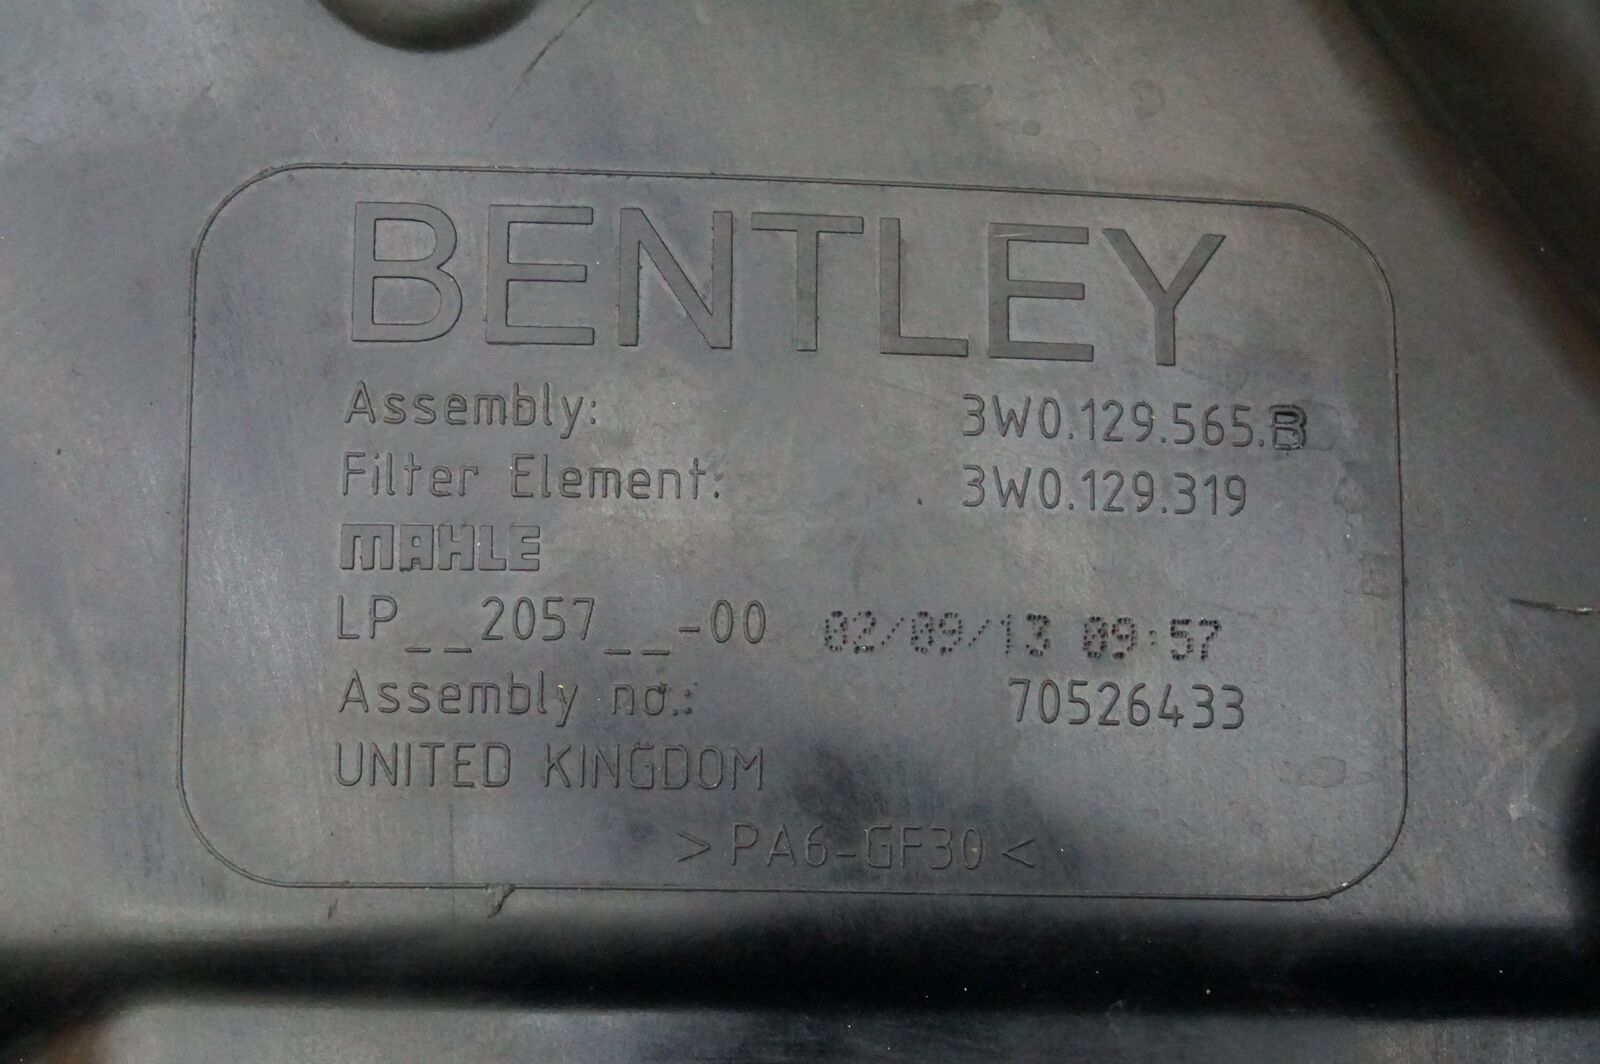 BENTLEY
Assembly: 3W0.129.565.B
Filter Element: 3W0.129.319
MAHLE
LP__2057__-00 02/09/13 09:57
Assembly no.: 70526433
UNITED KINGDOM
>PA6-GF30<